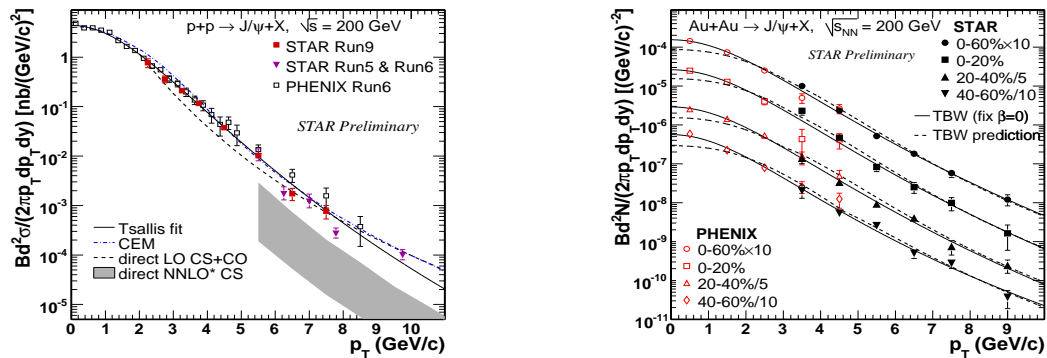 p+p → J/ψ+X, √s = 200 GeV
STAR Run9
STAR Run5 & Run6
PHENIX Run6
STAR Preliminary
Tsallis fit
CEM
direct LO CS+CO
direct NNLO* CS
Bd²σ/(2πp_T dp_T dy) [nb/(GeV/c)²]
1
10⁻¹
10⁻²
10⁻³
10⁻⁴
10⁻⁵
0 1 2 3 4 5 6 7 8 9 10
p_T (GeV/c)
Au+Au → J/ψ+X, √s_NN = 200 GeV
STAR Preliminary
STAR
0-60%×10
0-20%
20-40%/5
40-60%/10
TBW (fix β=0)
TBW prediction
PHENIX
0-60%×10
0-20%
20-40%/5
40-60%/10
Bd²N/(2πp_T dp_T dy) [(GeV/c)⁻²]
10⁻⁴
10⁻⁵
10⁻⁶
10⁻⁷
10⁻⁸
10⁻⁹
10⁻¹⁰
10⁻¹¹
0 1 2 3 4 5 6 7 8 9 10
p_T (GeV/c)